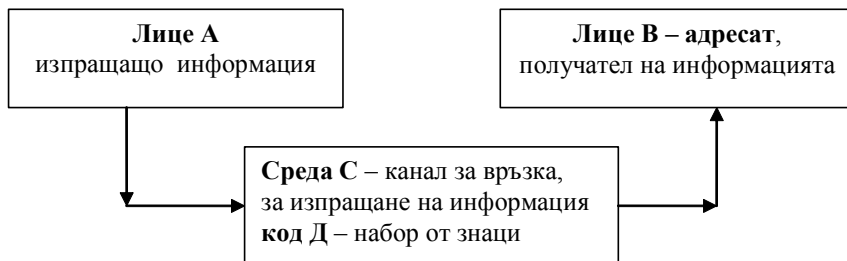 Лице А
изпращащо информация
Лице В – адресат,
получател на информацията
Среда С – канал за връзка,
за изпращане на информация
код Д – набор от знаци